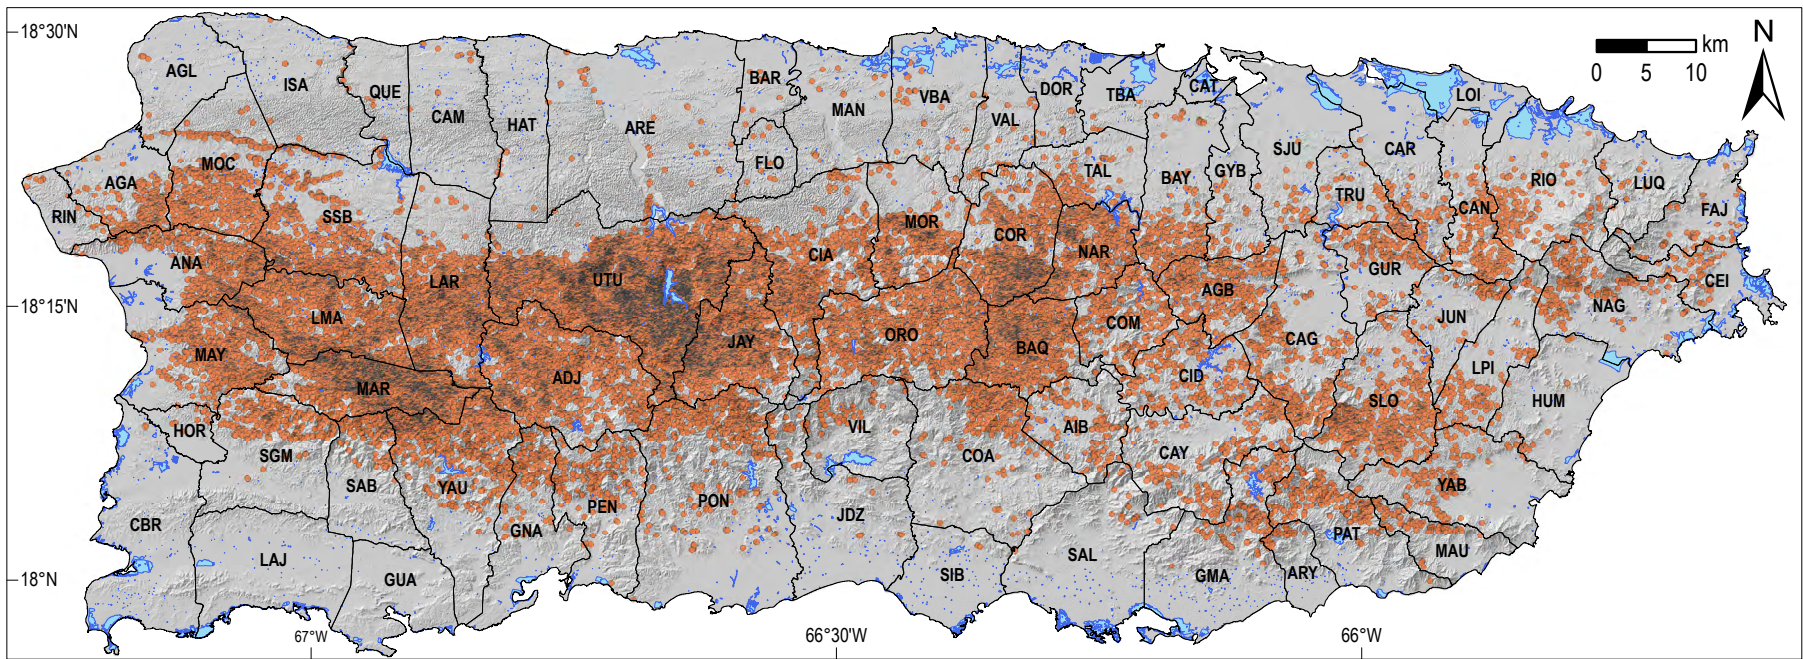 18°30'N
18°15'N
18°N
67°W
66°30'W
66°W
N
km
0 5 10
AGL
ISA
QUE
CAM
HAT
ARE
BAR
MAN
VBA
VAL
DOR
TBA
CAT
SJU
CAR
LOI
FLO
MOC
AGA
RIN
SSB
TAL
BAY
GYB
TRU
CAN
RIO
LUQ
FAJ
MOR
COR
NAR
CIA
ANA
LAR
UTU
AGB
GUR
CEI
NAG
LMA
JAY
ORO
BAQ
COM
CAG
JUN
MAY
MAR
ADJ
CID
SLO
LPI
HUM
HOR
VIL
AIB
CAY
SGM
SAB
YAU
PEN
PON
COA
YAB
CBR
GNA
JDZ
PAT
MAU
LAJ
GUA
SIB
SAL
GMA
ARY